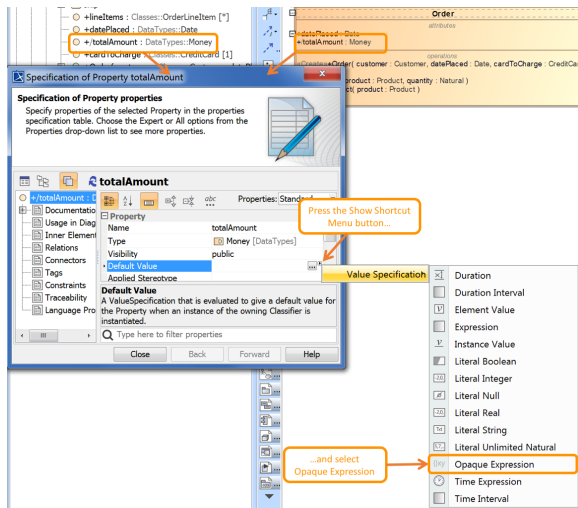 +lineItems : Classes::OrderLineItem [*]
+datePlaced : DataTypes::Date
+/totalAmount : DataTypes::Money
+cardToCharge : Classes::CreditCard [1]
Order
attributes
+datePlaced : Date
+/totalAmount : Money
operations
+Order( customer : Customer, datePlaced : Date, cardToCharge : CreditCa
product : Product, quantity : Natural )
ct( product : Product )
Specification of Property totalAmount
x
Specification of Property properties
Specify properties of the selected Property in the properties
specification table. Choose the Expert or All options from the
Properties drop-down list to see more properties.
totalAmount
+/totalAmount : D
Documentatio
Usage in Diag
Inner Element
Relations
Connectors
Tags
Constraints
Traceability
Language Pro
abc
Properties: Standard
Property
Name totalAmount
Type Money [DataTypes]
Visibility public
Default Value ...
Applied Stereotype
Default Value
A ValueSpecification that is evaluated to give a default value for
the Property when an instance of the owning Classifier is
instantiated.
Type here to filter properties
Close Back Forward Help
Press the Show Shortcut
Menu button...
Value Specification
Duration
Duration Interval
Element Value
Expression
Instance Value
Literal Boolean
Literal Integer
Literal Null
Literal Real
Literal String
Literal Unlimited Natural
Opaque Expression
Time Expression
Time Interval
...and select
Opaque Expression